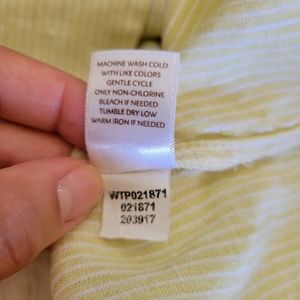 MACHINE WASH COLD
WITH LIKE COLORS
GENTLE CYCLE
ONLY NON-CHLORINE.
BLEACH IF NEEDED
TUMBLE DRY LOW
WARM IRON IF NEEDED
WTP021871
021871
203917